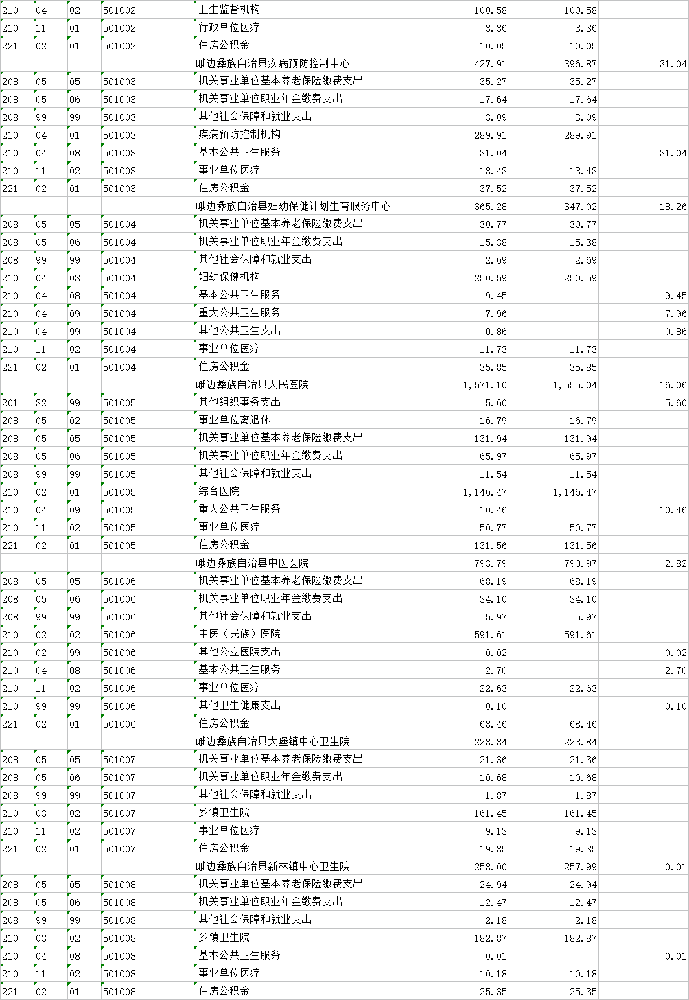 210 04 02 501002 卫生监督机构 100.58 100.58
210 11 01 501002 行政单位医疗 3.36 3.36
221 02 01 501002 住房公积金 10.05 10.05
峨边彝族自治县疾病预防控制中心 427.91 396.87 31.04
208 05 05 501003 机关事业单位基本养老保险缴费支出 35.27 35.27
208 05 06 501003 机关事业单位职业年金缴费支出 17.64 17.64
208 99 99 501003 其他社会保障和就业支出 3.09 3.09
210 04 01 501003 疾病预防控制机构 289.91 289.91
210 04 08 501003 基本公共卫生服务 31.04 31.04
210 11 02 501003 事业单位医疗 13.43 13.43
221 02 01 501003 住房公积金 37.52 37.52
峨边彝族自治县妇幼保健计划生育服务中心 365.28 347.02 18.26
208 05 05 501004 机关事业单位基本养老保险缴费支出 30.77 30.77
208 05 06 501004 机关事业单位职业年金缴费支出 15.38 15.38
208 99 99 501004 其他社会保障和就业支出 2.69 2.69
210 04 03 501004 妇幼保健机构 250.59 250.59
210 04 08 501004 基本公共卫生服务 9.45 9.45
210 04 09 501004 重大公共卫生服务 7.96 7.96
210 04 99 501004 其他公共卫生支出 0.86 0.86
210 11 02 501004 事业单位医疗 11.73 11.73
221 02 01 501004 住房公积金 35.85 35.85
峨边彝族自治县人民医院 1,571.10 1,555.04 16.06
201 32 99 501005 其他组织事务支出 5.60 5.60
208 05 02 501005 事业单位离退休 16.79 16.79
208 05 05 501005 机关事业单位基本养老保险缴费支出 131.94 131.94
208 05 06 501005 机关事业单位职业年金缴费支出 65.97 65.97
208 99 99 501005 其他社会保障和就业支出 11.54 11.54
210 02 01 501005 综合医院 1,146.47 1,146.47
210 04 09 501005 重大公共卫生服务 10.46 10.46
210 11 02 501005 事业单位医疗 50.77 50.77
221 02 01 501005 住房公积金 131.56 131.56
峨边彝族自治县中医医院 793.79 790.97 2.82
208 05 05 501006 机关事业单位基本养老保险缴费支出 68.19 68.19
208 05 06 501006 机关事业单位职业年金缴费支出 34.10 34.10
208 99 99 501006 其他社会保障和就业支出 5.97 5.97
210 02 02 501006 中医（民族）医院 591.61 591.61
210 02 99 501006 其他公立医院支出 0.02 0.02
210 04 08 501006 基本公共卫生服务 2.70 2.70
210 11 02 501006 事业单位医疗 22.63 22.63
210 99 99 501006 其他卫生健康支出 0.10 0.10
221 02 01 501006 住房公积金 68.46 68.46
峨边彝族自治县大堡镇中心卫生院 223.84 223.84
208 05 05 501007 机关事业单位基本养老保险缴费支出 21.36 21.36
208 05 06 501007 机关事业单位职业年金缴费支出 10.68 10.68
208 99 99 501007 其他社会保障和就业支出 1.87 1.87
210 03 02 501007 乡镇卫生院 161.45 161.45
210 11 02 501007 事业单位医疗 9.13 9.13
221 02 01 501007 住房公积金 19.35 19.35
峨边彝族自治县新林镇中心卫生院 258.00 257.99 0.01
208 05 05 501008 机关事业单位基本养老保险缴费支出 24.94 24.94
208 05 06 501008 机关事业单位职业年金缴费支出 12.47 12.47
208 99 99 501008 其他社会保障和就业支出 2.18 2.18
210 03 02 501008 乡镇卫生院 182.87 182.87
210 04 08 501008 基本公共卫生服务 0.01 0.01
210 11 02 501008 事业单位医疗 10.18 10.18
221 02 01 501008 住房公积金 25.35 25.35